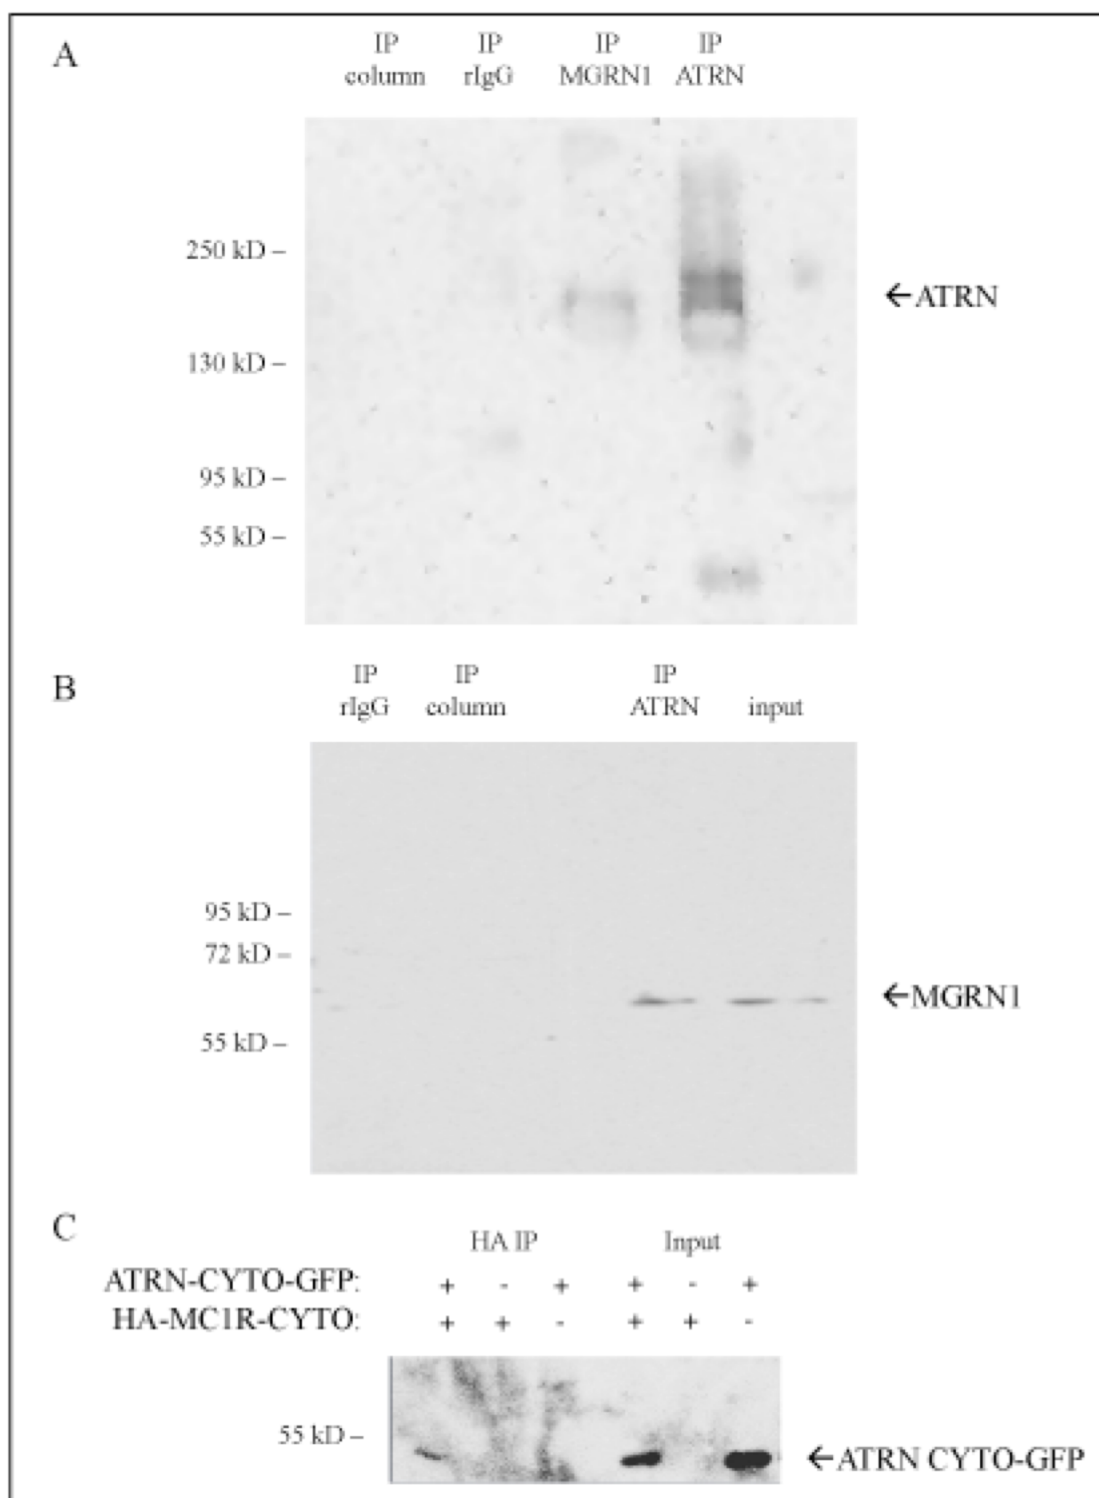 A
IP IP IP IP
column rIgG MGRN1 ATRN
250 kD –
←ATRN
130 kD –
95 kD –
55 kD –
B
IP IP IP
rIgG column ATRN input
95 kD –
72 kD –
←MGRN1
55 kD –
C
HA IP Input
ATRN-CYTO-GFP: + - + + - +
HA-MC1R-CYTO: + + - + + -
55 kD –
←ATRN CYTO-GFP